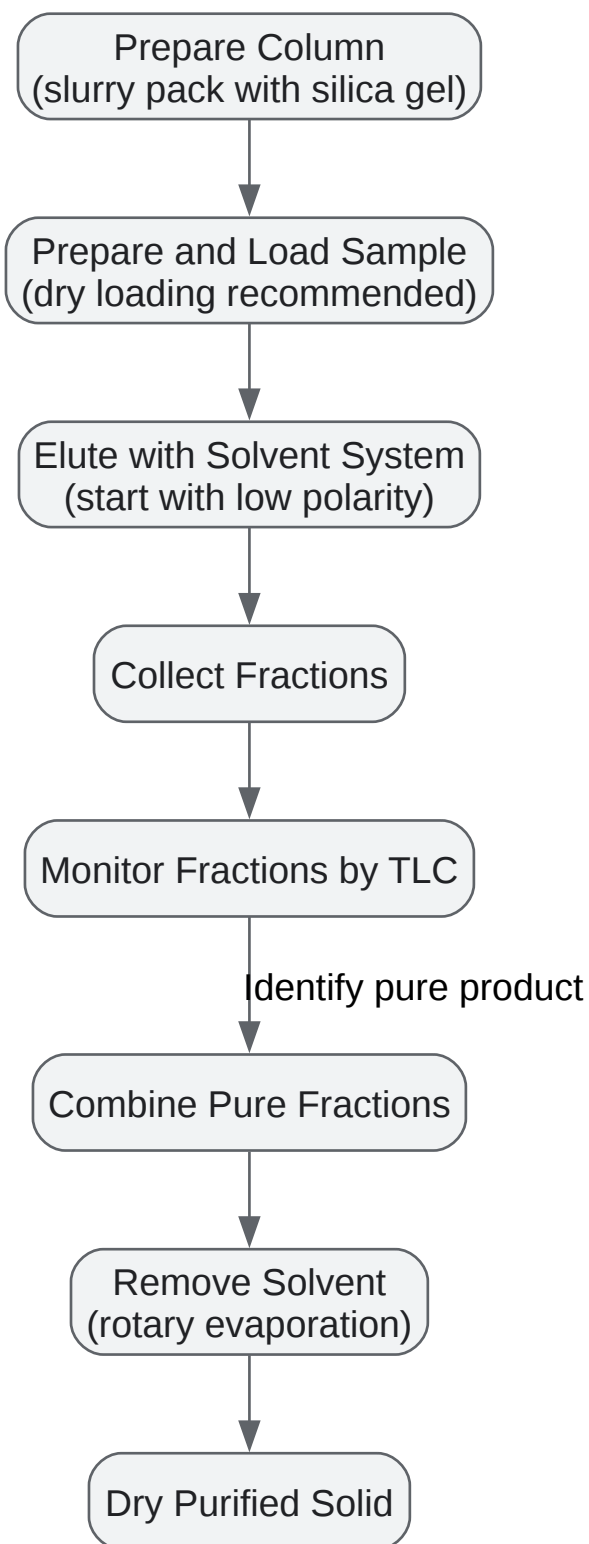 Prepare Column
(slurry pack with silica gel)
Prepare and Load Sample
(dry loading recommended)
Elute with Solvent System
(start with low polarity)
Collect Fractions
Monitor Fractions by TLC
Identify pure product
Combine Pure Fractions
Remove Solvent
(rotary evaporation)
Dry Purified Solid